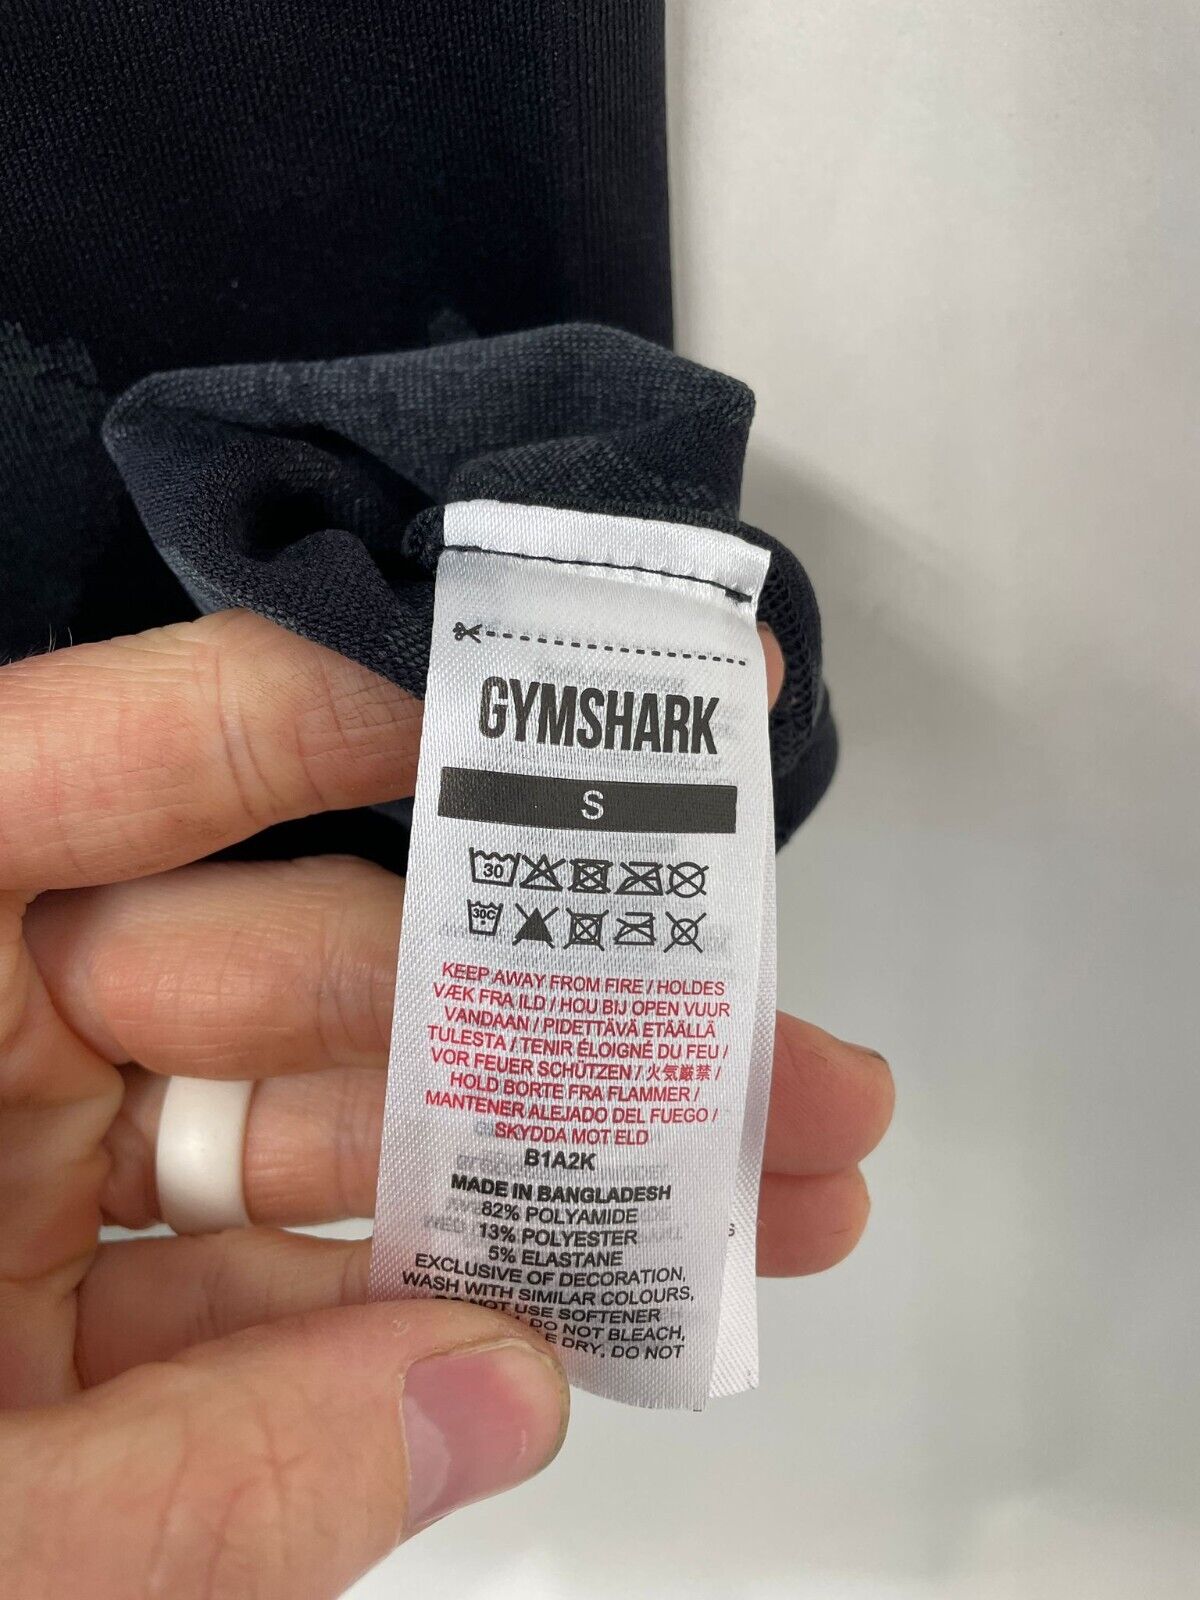 GYMSHARK
S
30
30C
KEEP AWAY FROM FIRE / HOLDES
VÆK FRA ILD / HOU BIJ OPEN VUUR
VANDAAN / PIDETTÄVÄ ETÄÄLLÄ
TULESTA / TENIR ÉLOIGNÉ DU FEU /
VOR FEUER SCHÜTZEN / 火気厳禁 /
HOLD BORTE FRA FLAMMER /
MANTENER ALEJADO DEL FUEGO /
SKYDDA MOT ELD
B1A2K
MADE IN BANGLADESH
82% POLYAMIDE
13% POLYESTER
5% ELASTANE
EXCLUSIVE OF DECORATION,
WASH WITH SIMILAR COLOURS,
NOT USE SOFTENER
DO NOT BLEACH,
DRY, DO NOT